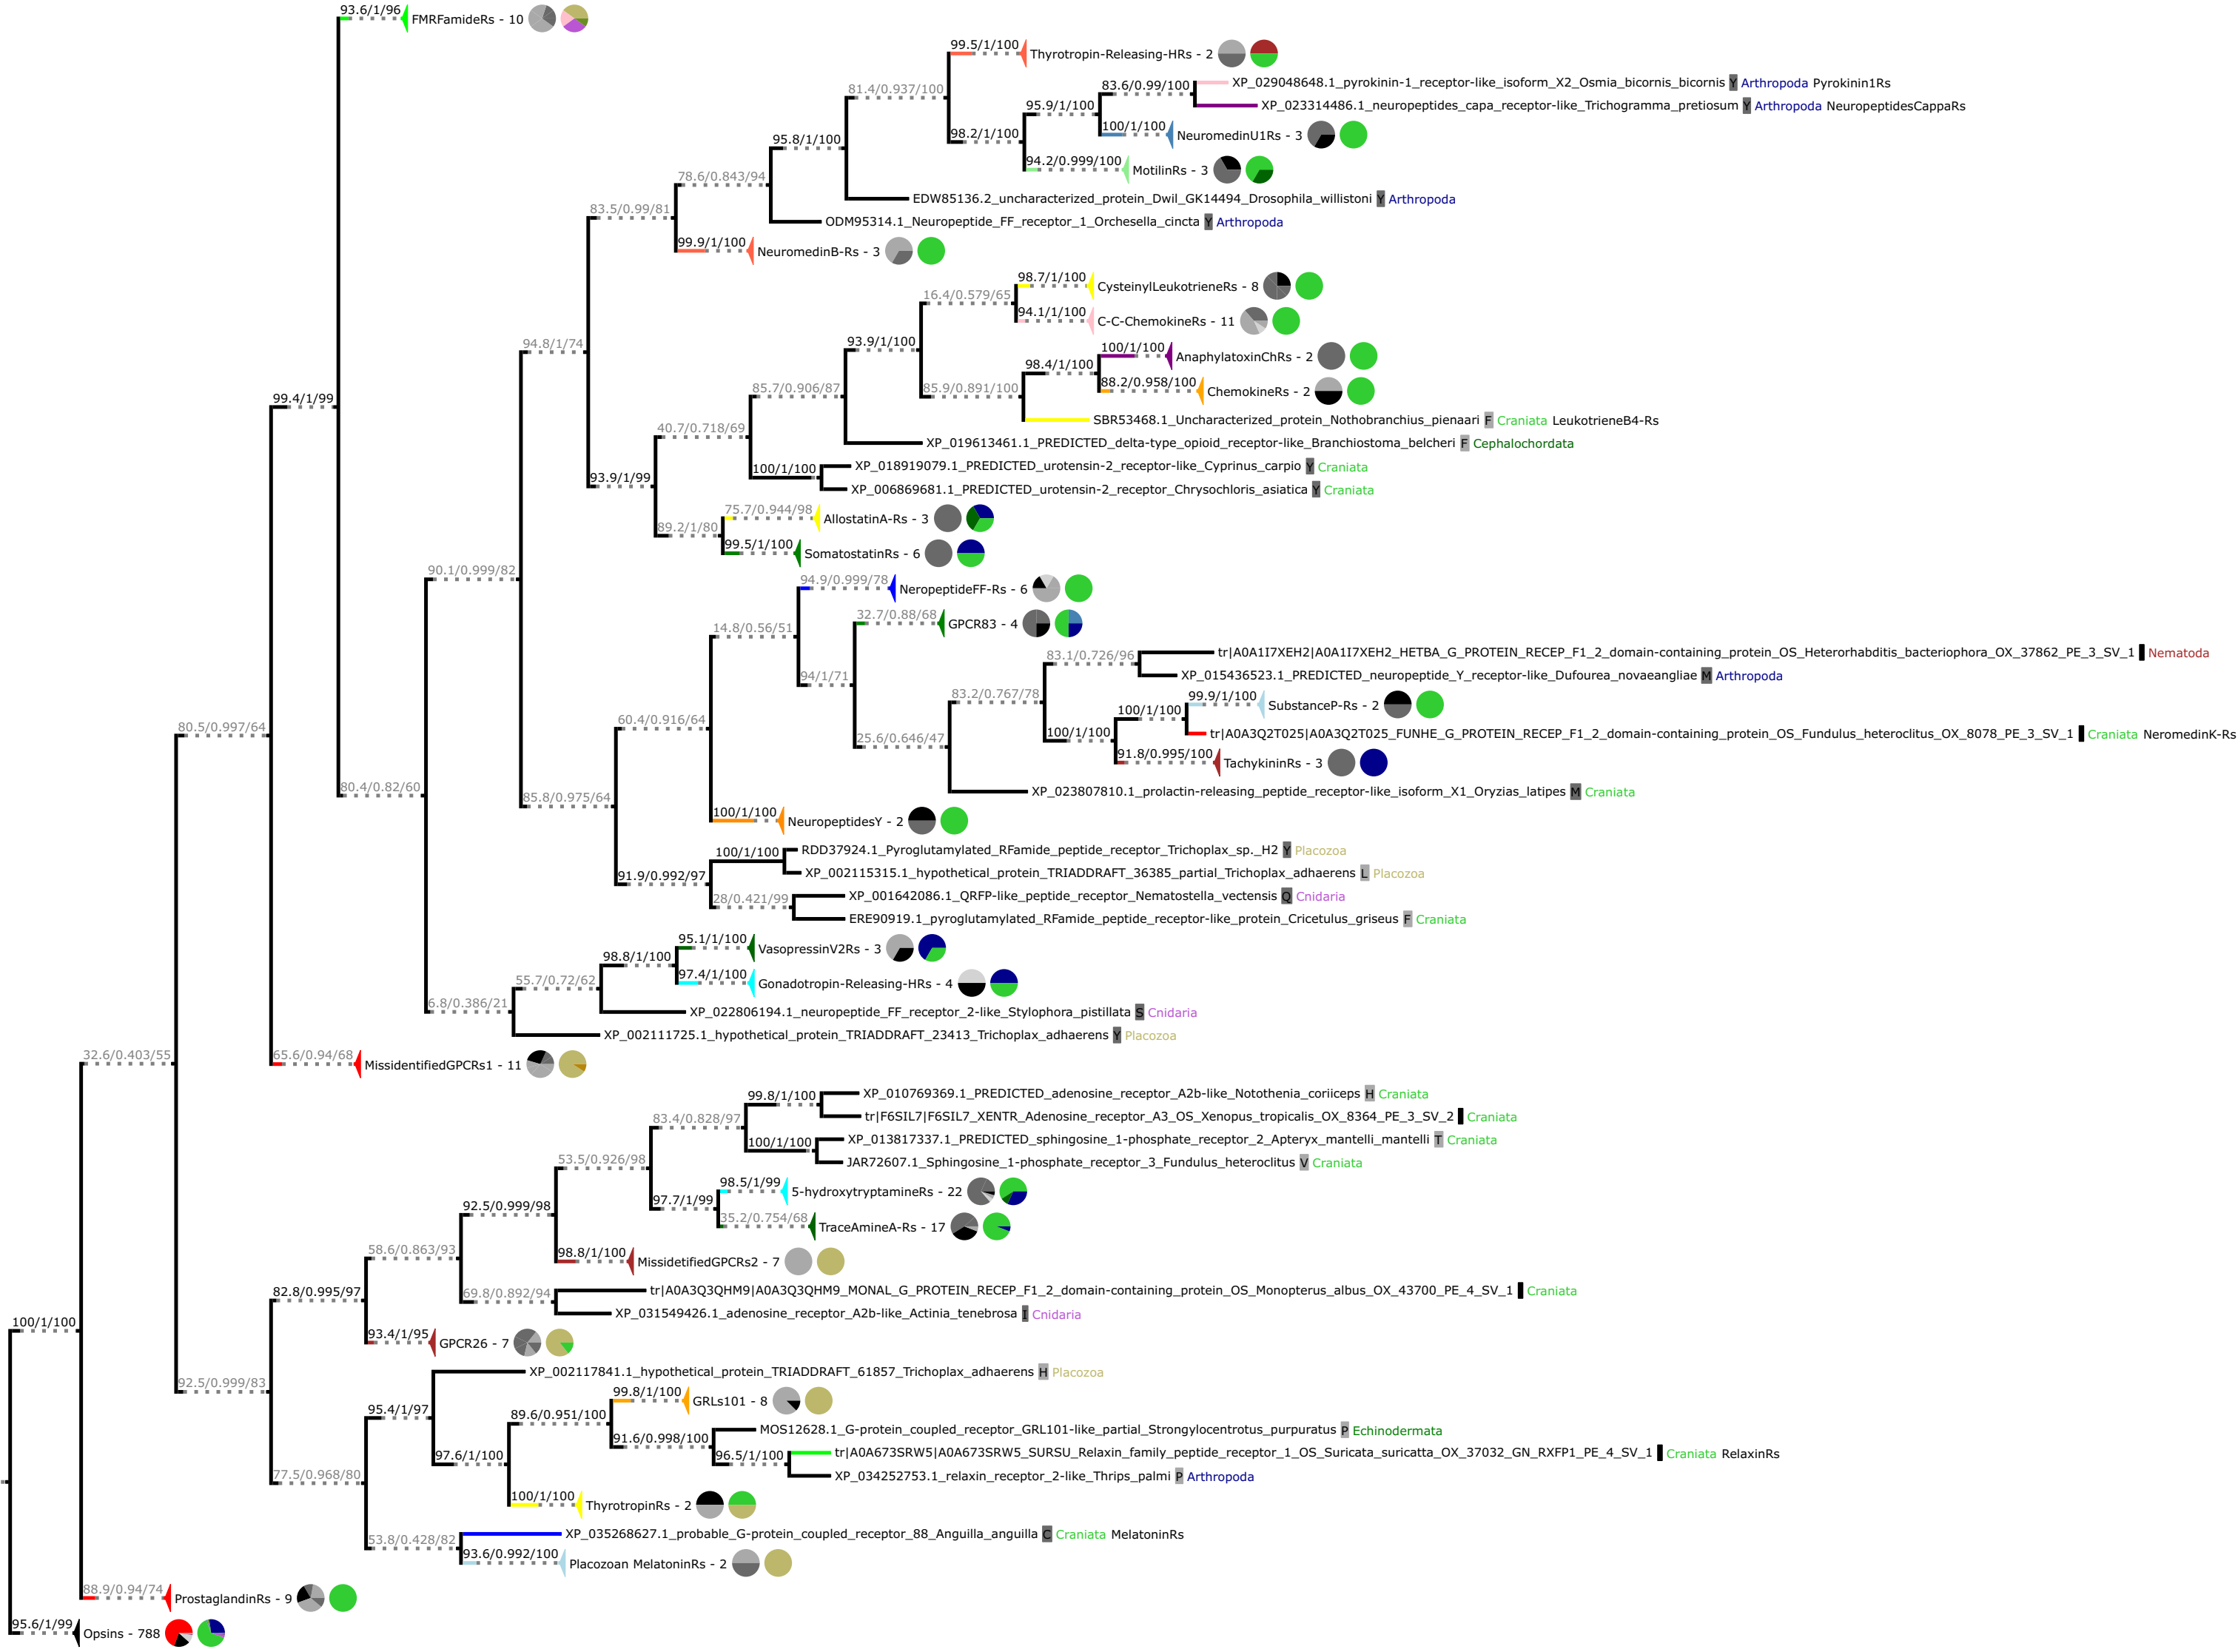 93.6/1/96
FMRFamideRs - 10
99.5/1/100
Thyrotropin-Releasing-HRs - 2
83.6/0.99/100
XP_029048648.1_pyrokinin-1_receptor-like_isoform_X2_Osmia_bicornis_bicornis Y Arthropoda Pyrokinin1Rs
81.4/0.937/100
95.9/1/100
XP_023314486.1_neuropeptides_capa_receptor-like_Trichogramma_pretiosum Y Arthropoda NeuropeptidesCappaRs
98.2/1/100
100/1/100
NeuromedinU1Rs - 3
95.8/1/100
94.2/0.999/100
MotilinRs - 3
78.6/0.843/94
EDW85136.2_uncharacterized_protein_Dwil_GK14494_Drosophila_willistoni Y Arthropoda
83.5/0.99/81
ODM95314.1_Neuropeptide_FF_receptor_1_Orchesella_cincta Y Arthropoda
99.9/1/100
NeuromedinB-Rs - 3
98.7/1/100
CysteinylLeukotrieneRs - 8
16.4/0.579/65
94.1/1/100
C-C-ChemokineRs - 11
94.8/1/74
93.9/1/100
100/1/100
AnaphylatoxinChRs - 2
98.4/1/100
88.2/0.958/100
ChemokineRs - 2
85.7/0.906/87
85.9/0.891/100
99.4/1/99
SBR53468.1_Uncharacterized_protein_Nothobranchius_pienaari F Craniata LeukotrieneB4-Rs
40.7/0.718/69
XP_019613461.1_PREDICTED_delta-type_opioid_receptor-like_Branchiostoma_belcheri F Cephalochordata
100/1/100
XP_018919079.1_PREDICTED_urotensin-2_receptor-like_Cyprinus_carpio Y Craniata
93.9/1/99
XP_006869681.1_PREDICTED_urotensin-2_receptor_Chrysochloris_asiatica Y Craniata
75.7/0.944/98
AllostatinA-Rs - 3
89.2/1/80
99.5/1/100
SomatostatinRs - 6
90.1/0.999/82
94.9/0.999/78
NeropeptideFF-Rs - 6
14.8/0.56/51
32.7/0.88/68
GPCR83 - 4
83.1/0.726/96
tr|A0A1I7XEH2|A0A1I7XEH2_HETBA_G_PROTEIN_RECEP_F1_2_domain-containing_protein_OS_Heterorhabditis_bacteriophora_OX_37862_PE_3_SV_1 Nematoda
94/1/71
XP_015436523.1_PREDICTED_neuropeptide_Y_receptor-like_Dufourea_novaeangliae M Arthropoda
83.2/0.767/78
99.9/1/100
SubstanceP-Rs - 2
60.4/0.916/64
100/1/100
80.5/0.997/64
100/1/100
tr|A0A3Q2T025|A0A3Q2T025_FUNHE_G_PROTEIN_RECEP_F1_2_domain-containing_protein_OS_Fundulus_heteroclitus_OX_8078_PE_3_SV_1 Craniata NeromedinK-Rs
25.6/0.646/47
91.8/0.995/100
TachykininRs - 3
80.4/0.82/60
XP_023807810.1_prolactin-releasing_peptide_receptor-like_isoform_X1_Oryzias_latipes M Craniata
85.8/0.975/64
100/1/100
NeuropeptidesY - 2
100/1/100
RDD37924.1_Pyroglutamylated_RFamide_peptide_receptor_Trichoplax_sp._H2 Y Placozoa
91.9/0.992/97
XP_002115315.1_hypothetical_protein_TRIADDRAFT_36385_partial_Trichoplax_adhaerens L Placozoa
28/0.421/99
XP_001642086.1_QRFP-like_peptide_receptor_Nematostella_vectensis Q Cnidaria
ERE90919.1_pyroglutamylated_RFamide_peptide_receptor-like_protein_Cricetulus_griseus F Craniata
95.1/1/100
VasopressinV2Rs - 3
98.8/1/100
97.4/1/100
Gonadotropin-Releasing-HRs - 4
55.7/0.72/62
6.8/0.386/21
XP_022806194.1_neuropeptide_FF_receptor_2-like_Stylophora_pistillata S Cnidaria
XP_002111725.1_hypothetical_protein_TRIADDRAFT_23413_Trichoplax_adhaerens Y Placozoa
32.6/0.403/55
65.6/0.94/68
MissidentifiedGPCRs1 - 11
99.8/1/100
XP_010769369.1_PREDICTED_adenosine_receptor_A2b-like_Notothenia_coriiceps H Craniata
83.4/0.828/97
tr|F6SIL7|F6SIL7_XENTR_Adenosine_receptor_A3_OS_Xenopus_tropicalis_OX_8364_PE_3_SV_2 Craniata
100/1/100
XP_013817337.1_PREDICTED_sphingosine_1-phosphate_receptor_2_Apteryx_mantelli_mantelli T Craniata
53.5/0.926/98
JAR72607.1_Sphingosine_1-phosphate_receptor_3_Fundulus_heteroclitus V Craniata
98.5/1/99
5-hydroxytryptamineRs - 22
92.5/0.999/98
97.7/1/99
35.2/0.754/68
TraceAmineA-Rs - 17
58.6/0.863/93
98.8/1/100
MissidetifiedGPCRs2 - 7
82.8/0.995/97
69.8/0.892/94
tr|A0A3Q3QHM9|A0A3Q3QHM9_MONAL_G_PROTEIN_RECEP_F1_2_domain-containing_protein_OS_Monopterus_albus_OX_43700_PE_4_SV_1 Craniata
XP_031549426.1_adenosine_receptor_A2b-like_Actinia_tenebrosa I Cnidaria
100/1/100
93.4/1/95
GPCR26 - 7
XP_002117841.1_hypothetical_protein_TRIADDRAFT_61857_Trichoplax_adhaerens H Placozoa
92.5/0.999/83
99.8/1/100
GRLs101 - 8
95.4/1/97
89.6/0.951/100
MOS12628.1_G-protein_coupled_receptor_GRL101-like_partial_Strongylocentrotus_purpuratus P Echinodermata
91.6/0.998/100
97.6/1/100
96.5/1/100
tr|A0A673SRW5|A0A673SRW5_SURSU_Relaxin_family_peptide_receptor_1_OS_Suricata_suricatta_OX_37032_GN_RXFP1_PE_4_SV_1 Craniata RelaxinRs
77.5/0.968/80
XP_034252753.1_relaxin_receptor_2-like_Thrips_palmi P Arthropoda
100/1/100
ThyrotropinRs - 2
53.8/0.428/82
XP_035268627.1_probable_G-protein_coupled_receptor_88_Anguilla_anguilla C Craniata MelatoninRs
93.6/0.992/100
Placozoan MelatoninRs - 2
88.9/0.94/74
ProstaglandinRs - 9
95.6/1/99
Opsins - 788